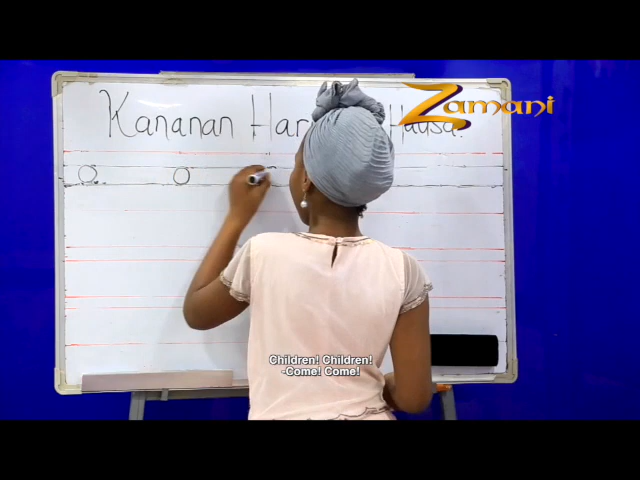 Kananan Har Hausa.
Zamani
a
Children! Children!
-Come! Come!